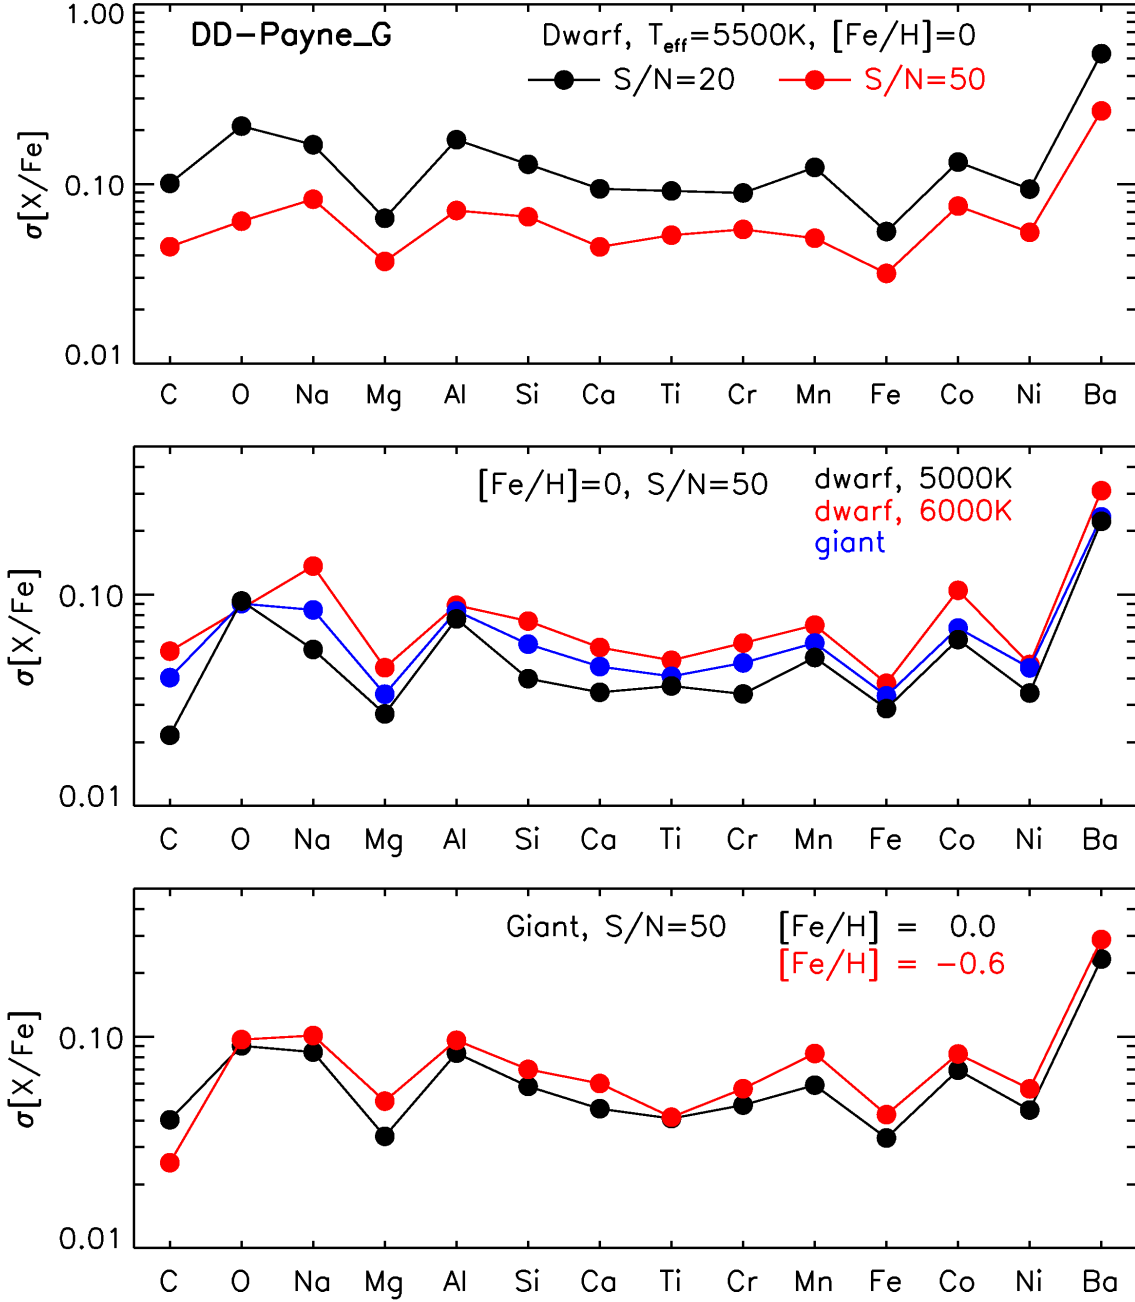 1.00
DD-Payne_G
Dwarf, Teff=5500K, [Fe/H]=0
S/N=20 S/N=50
σ[X/Fe]
0.10
0.01
C O Na Mg Al Si Ca Ti Cr Mn Fe Co Ni Ba
[Fe/H]=0, S/N=50
dwarf, 5000K
dwarf, 6000K
giant
σ[X/Fe]
0.10
0.01
C O Na Mg Al Si Ca Ti Cr Mn Fe Co Ni Ba
Giant, S/N=50 [Fe/H] = 0.0
[Fe/H] = −0.6
σ[X/Fe]
0.10
0.01
C O Na Mg Al Si Ca Ti Cr Mn Fe Co Ni Ba